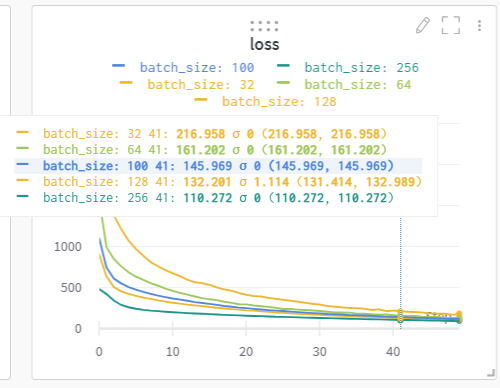 loss
batch_size: 100 batch_size: 256
batch_size: 32 batch_size: 64
batch_size: 128
batch_size: 32 41: 216.958 σ 0 (216.958, 216.958)
batch_size: 64 41: 161.202 σ 0 (161.202, 161.202)
batch_size: 100 41: 145.969 σ 0 (145.969, 145.969)
batch_size: 128 41: 132.201 σ 1.114 (131.414, 132.989)
batch_size: 256 41: 110.272 σ 0 (110.272, 110.272)
1000
500
0
Step
0 10 20 30 40